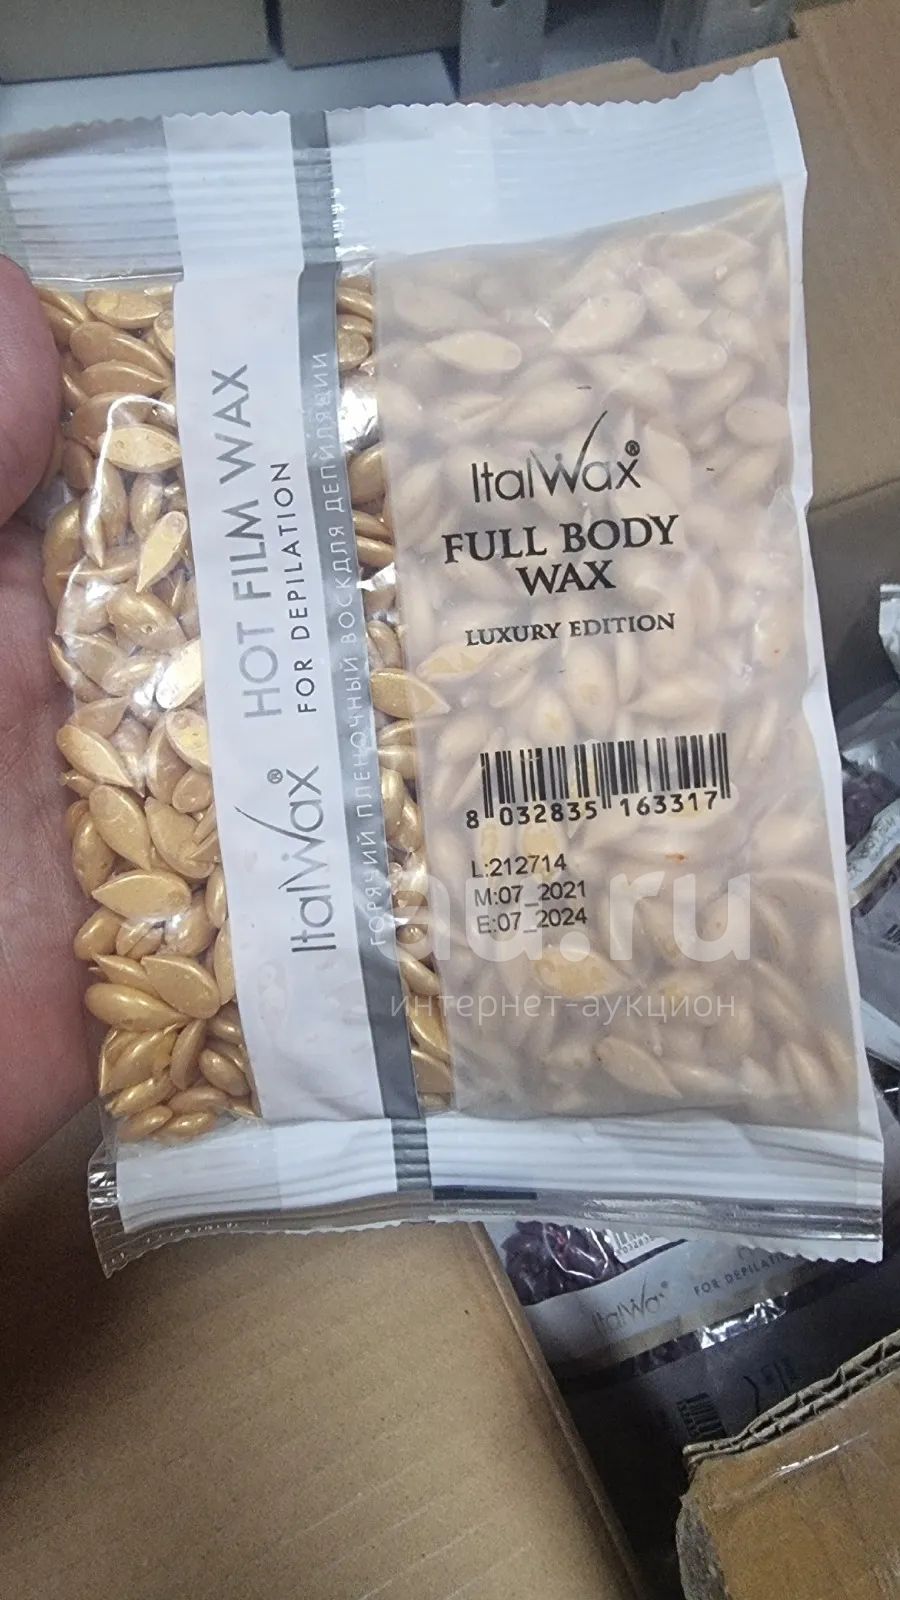 ItalWax®
FULL BODY
WAX
LUXURY EDITION
8 032835 163317
L:212714
M:07_2021
E:07_2024
ItalWax®
HOT FILM WAX
FOR DEPILATION
ГОРЯЧИЙ ПЛЕНОЧНЫЙ ВОСК ДЛЯ ДЕПИЛЯЦИИ
au.ru
интернет-аукцион
ItalWax®
FOR DEPILATION